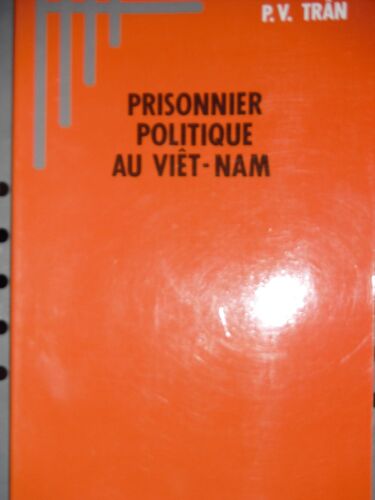 P.V. TRÂN
PRISONNIER
POLITIQUE
AU VIÊT-NAM